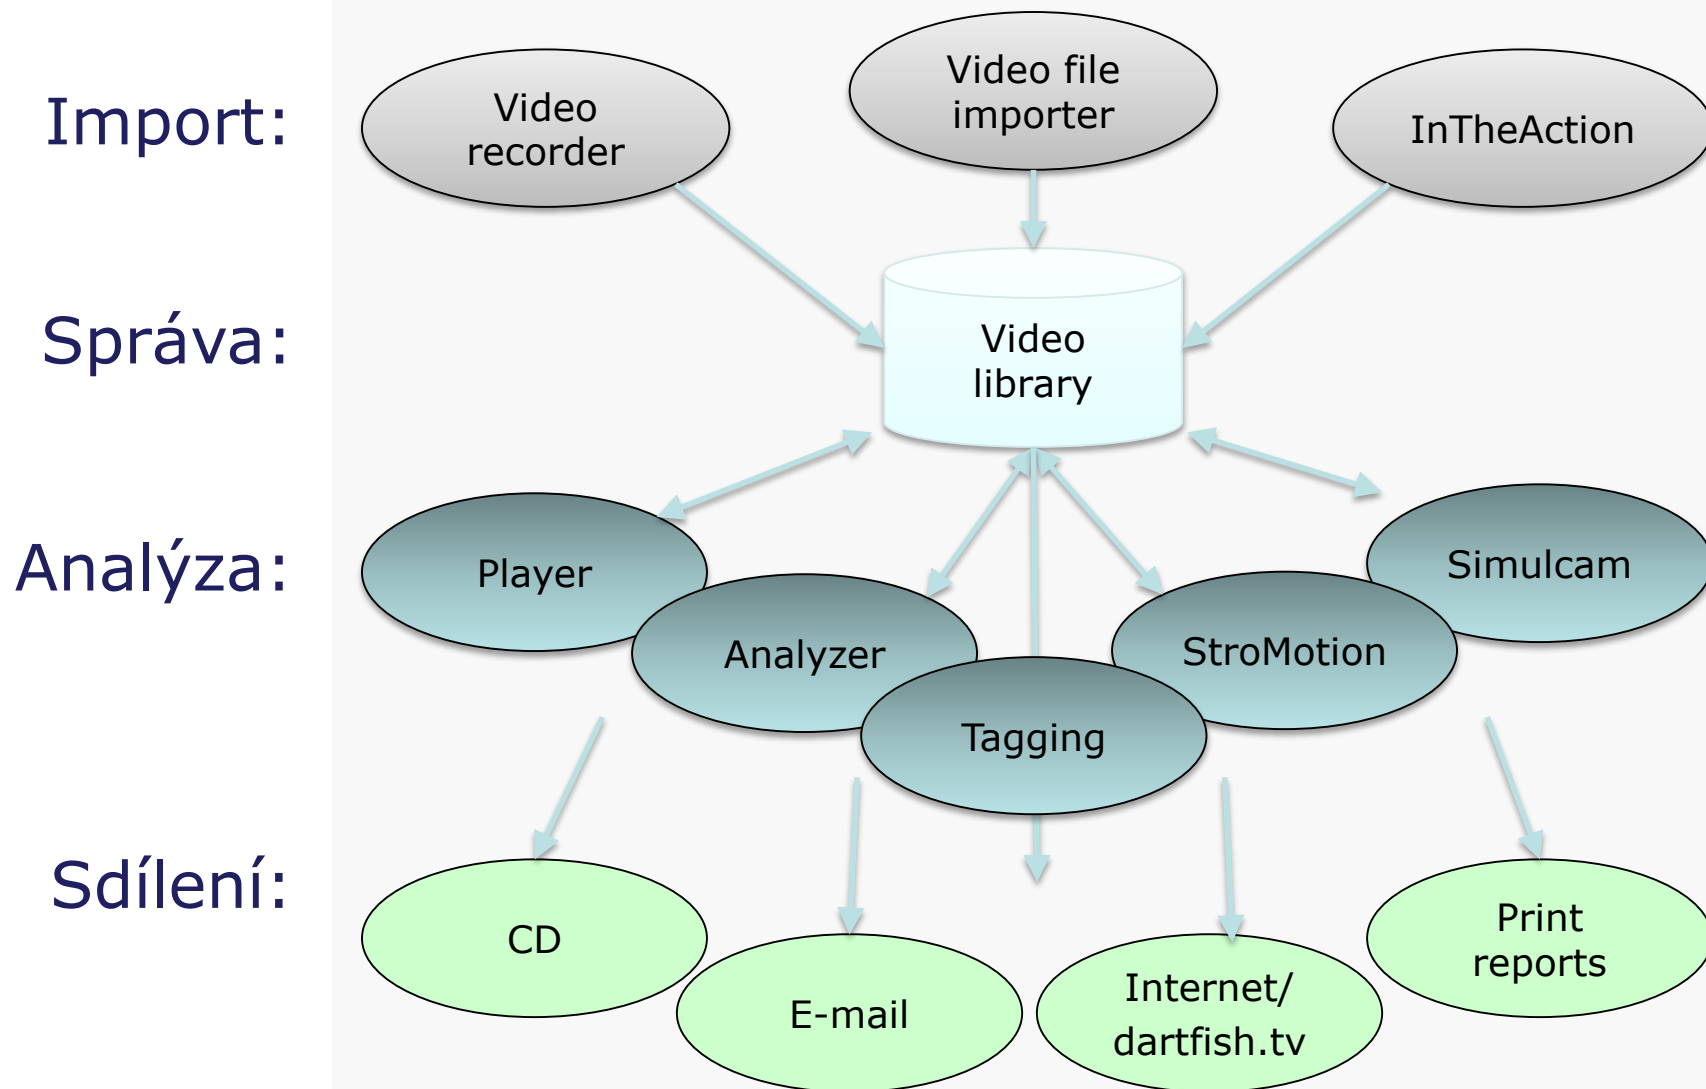 Import:
Video
recorder
Video file
importer
InTheAction
Správa:
Video
library
Analýza:
Player
Analyzer
Tagging
StroMotion
Simulcam
Sdílení:
CD
E-mail
Internet/
dartfish.tv
Print
reports